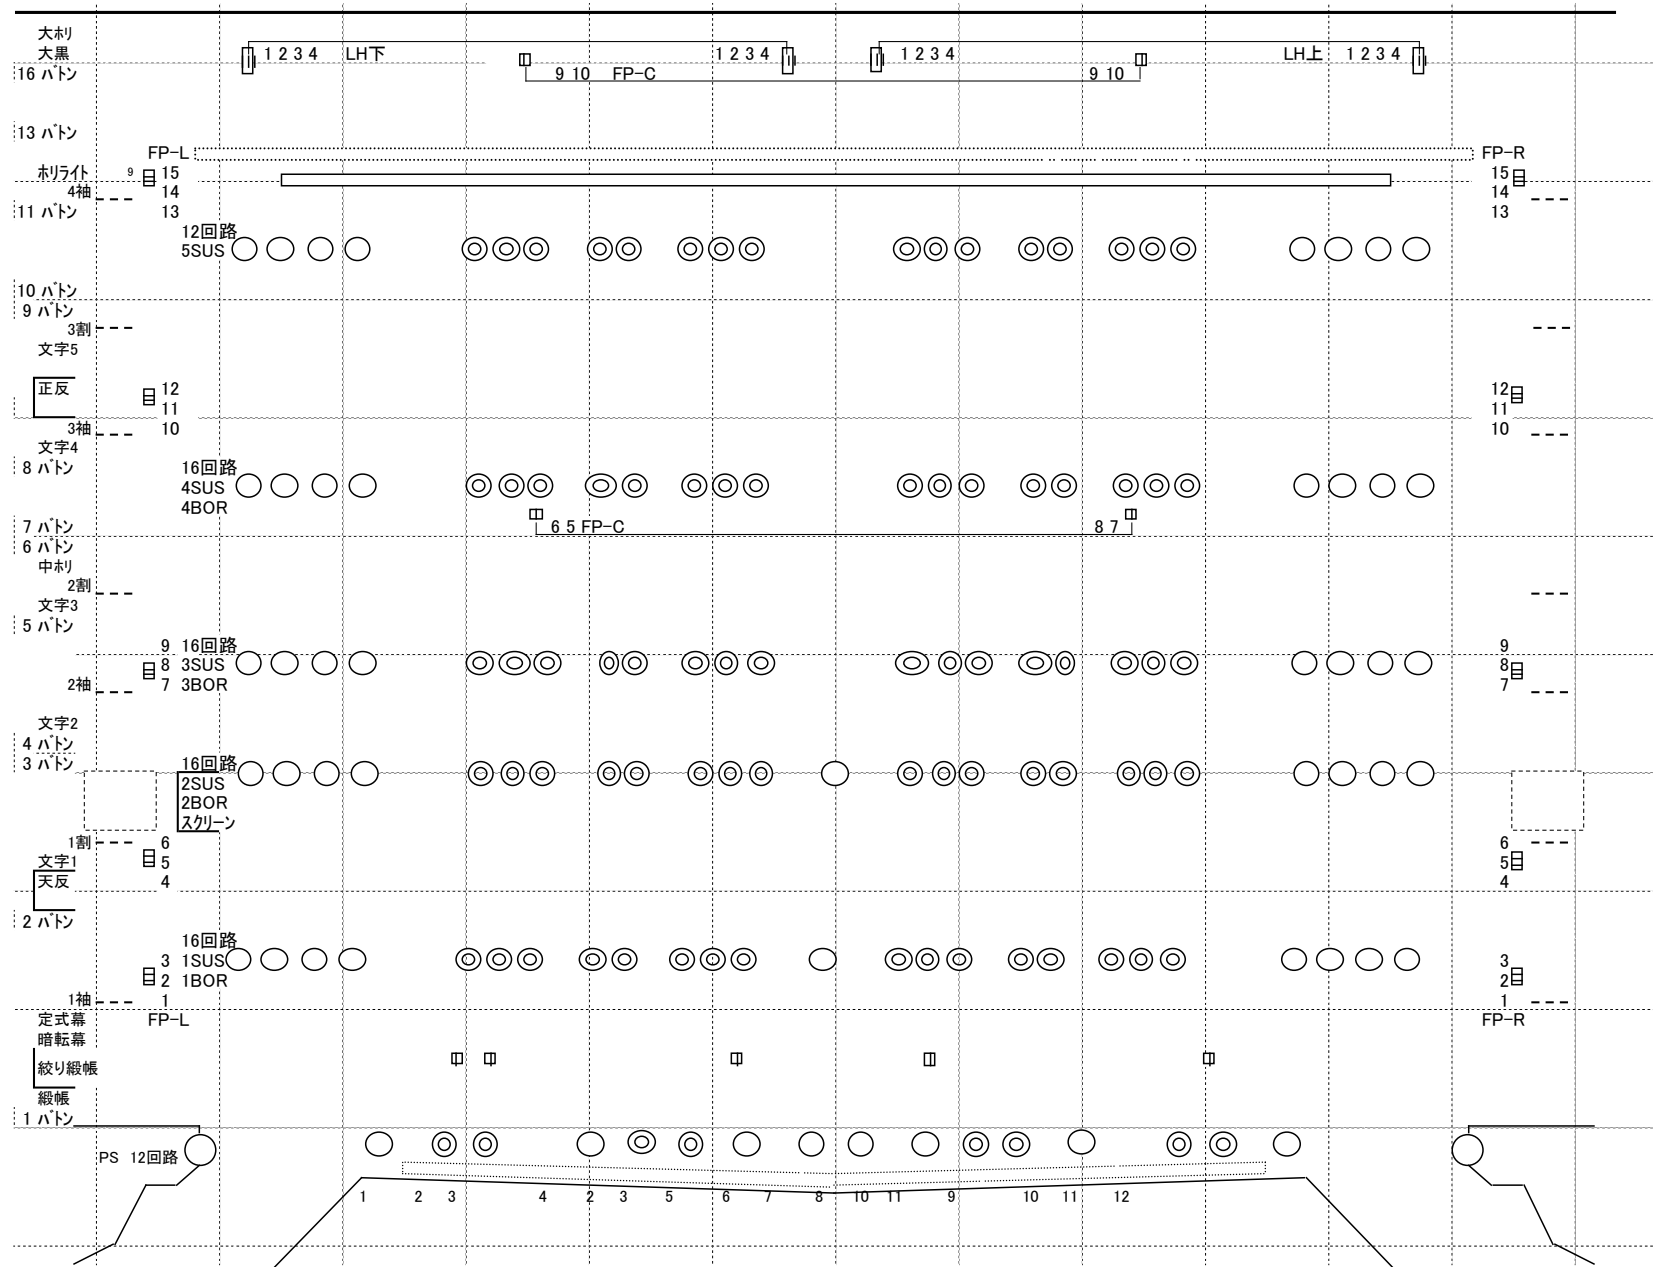 大ホリ
大黒
1 2 3 4 LH下 1 2 3 4 1 2 3 4 LH上 1 2 3 4
16 バトン 9 10 FP-C 9 10
13 バトン
FP-L FP-R
ホリライト 9 15 15
4袖 14 14
11 バトン 13 13
12回路
5SUS
10 バトン
9 バトン
3割
文字5
正反 12 12
11 11
3袖 10 10
文字4
8 バトン 16回路
4SUS
4BOR
7 バトン 6 5 FP-C 8 7
6 バトン
中ホリ
2割
文字3
5 バトン
9 16回路 9
8 3SUS 8
2袖 7 3BOR 7
文字2
4 バトン
3 バトン 16回路
2SUS
2BOR
スクリーン
1割 6 6
文字1 5 5
天反 4 4
2 バトン
16回路
3 1SUS 3
2 1BOR 2
1袖 1 1
定式幕 FP-L FP-R
暗転幕
絞り緞帳
緞帳
1 バトン
PS 12回路
1 2 3 4 2 3 5 6 7 8 10 11 9 10 11 12